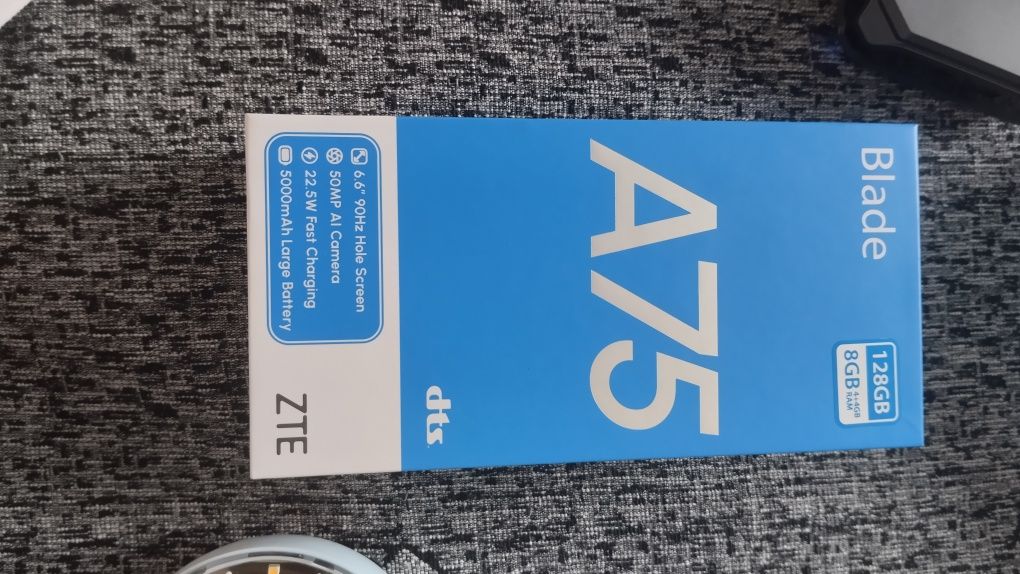 Blade
128GB
8GB 4+4GB RAM
A75
dts
6.6" 90Hz Hole Screen
50MP AI Camera
22.5W Fast Charging
5000mAh Large Battery
ZTE